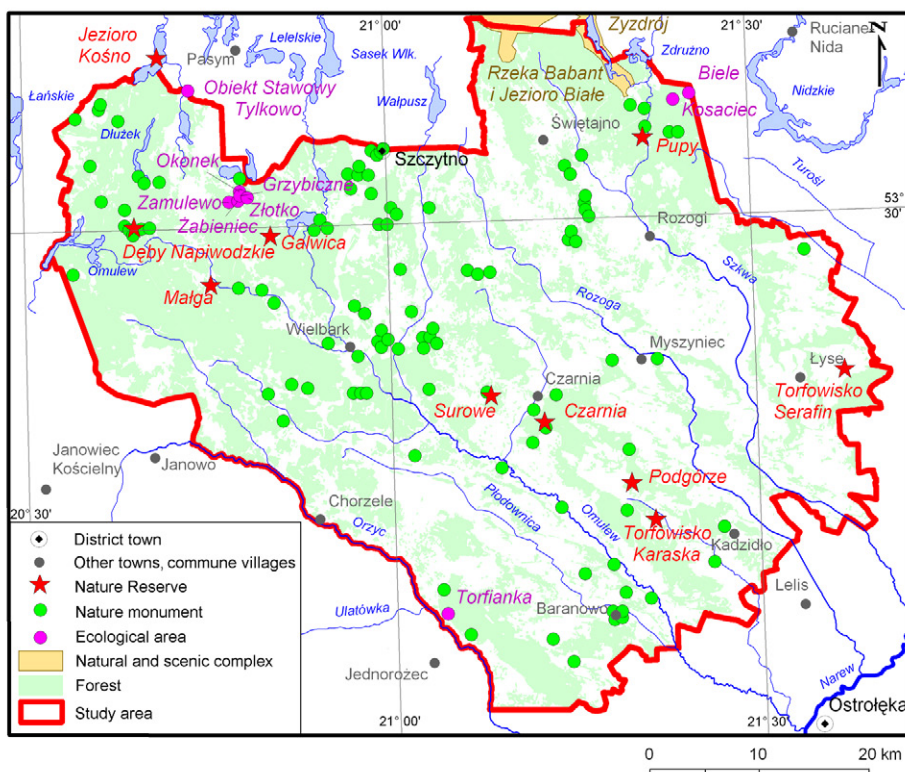 21 00'
21 30'
Jezioro
Kośno
Pasym
Lelelskie
Sasek Wlk.
Zyzdrój
Zdrużno
Ruciane
Nida
Łańskie
Obiekt Stawowy
Tylkowo
Wałpusz
Rzeka Babant
i Jezioro Białe
Biele
Kosaciec
Nidzkie
Dłużek
Świętajno
Pupy
Okonek
Szczytno
Grzybiczne
Turośl
Zamulewo
Złotko
Żabieniec
53
30'
Galwica
Rozogi
Dęby Napiwodzkie
Omulew
Szkwa
Małga
Rozoga
Wielbark
Myszyniec
Łyse
Surowe
Czarnia
Czarnia
Torfowisko
Serafin
Janowiec
Kościelny
Janowo
Podgórze
Chorzele
Płodownica
Omulew
Torfowisko
Karaska
Kadzidło
20 30'
Orzyc
Lelis
Torfianka
Ulatówka
Baranowo
Jednorożec
Narew
Ostrołęka
21 00'
21 30'
District town
Other towns, commune villages
Nature Reserve
Nature monument
Ecological area
Natural and scenic complex
Forest
Study area
N
0 10 20 km